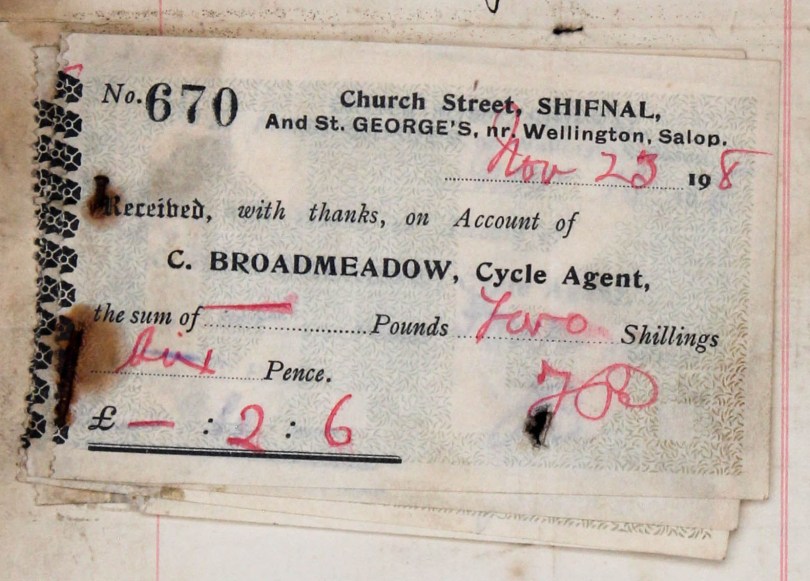 No. 670
Church Street, SHIFNAL,
And St. GEORGE'S, nr. Wellington, Salop.
Nov 23 198
Received, with thanks, on Account of
C. BROADMEADOW, Cycle Agent,
the sum of — Pounds Two Shillings
Six Pence.
£ — : 2 : 6